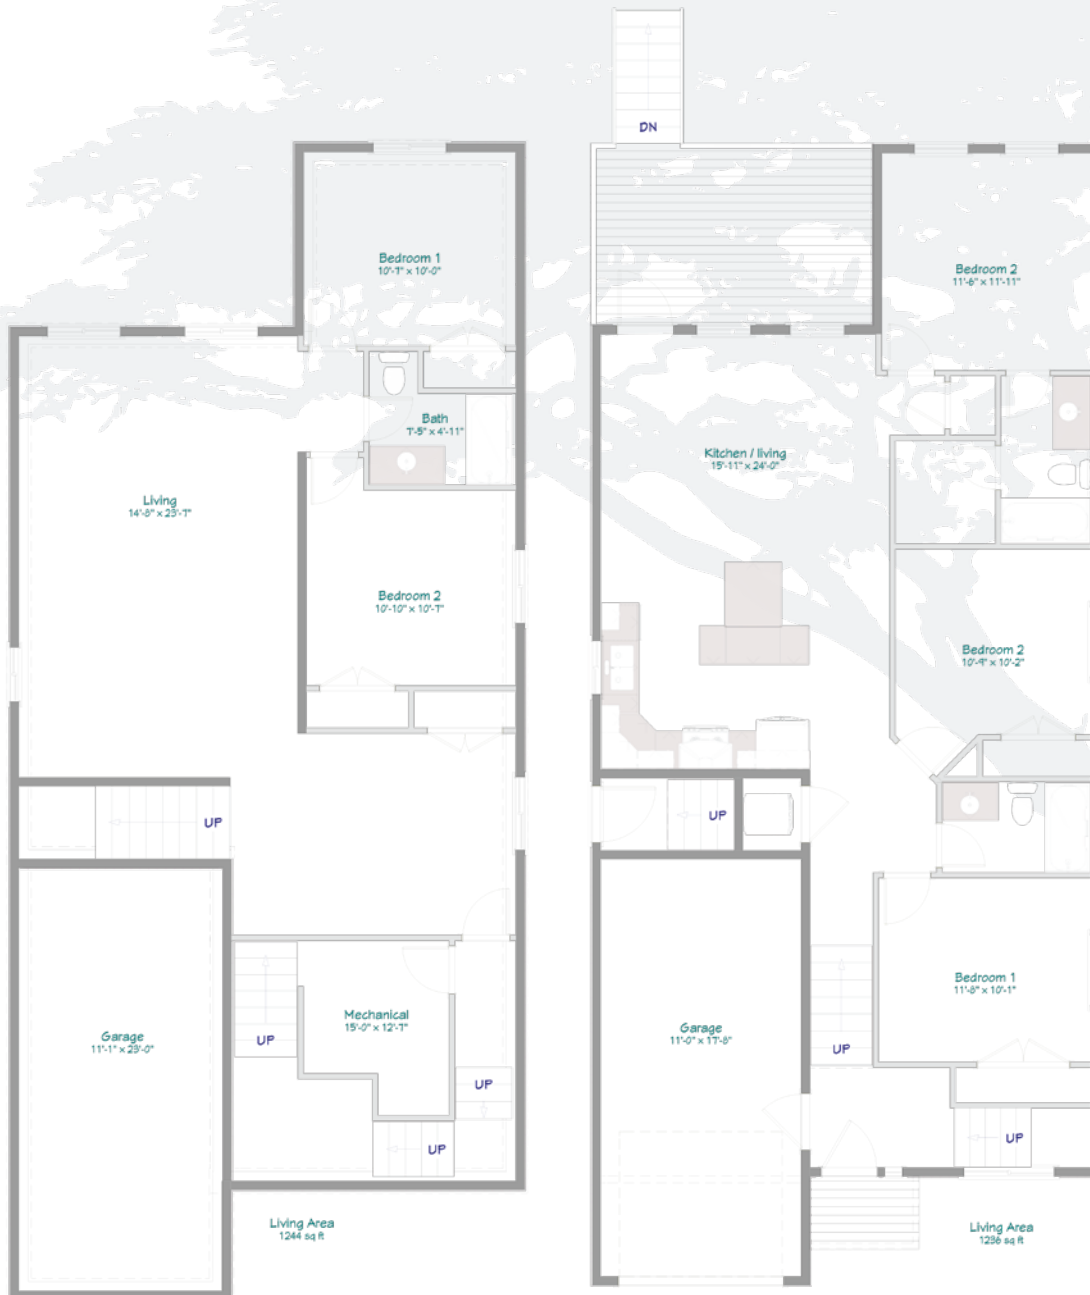 DN
Bedroom 1
10'-7" x 10'-0"
Bath
7'-5" x 4'-11"
Living
14'-8" x 23'-7"
Bedroom 2
10'-10" x 10'-7"
UP
Mechanical
15'-0" x 12'-7"
UP
Garage
11'-1" x 23'-0"
UP
UP
Living Area
1244 sq ft
Bedroom 2
11'-6" x 11'-11"
Kitchen / living
15'-11" x 24'-0"
Bedroom 2
10'-9" x 10'-2"
UP
Bedroom 1
11'-8" x 10'-1"
Garage
11'-0" x 17'-8"
UP
UP
Living Area
1236 sq ft